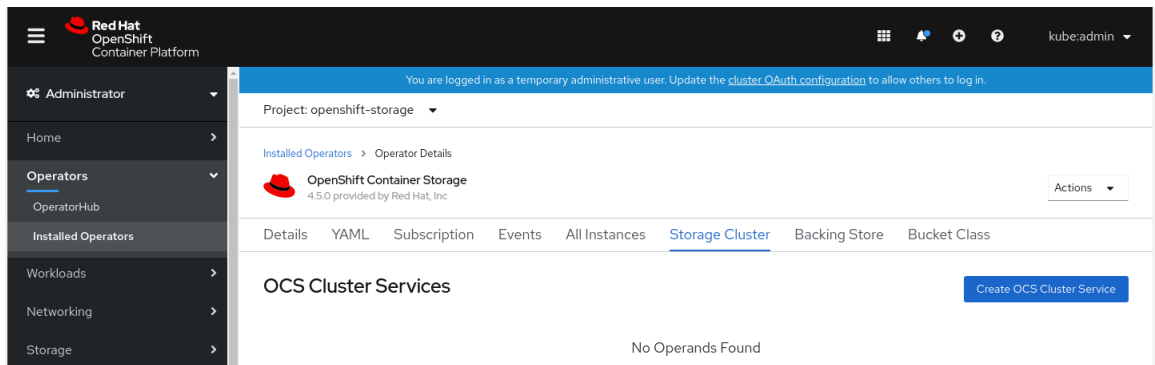 Red Hat
OpenShift
Container Platform
kube:admin
Administrator
You are logged in as a temporary administrative user. Update the cluster OAuth configuration to allow others to log in.
Project: openshift-storage
Home
Installed Operators > Operator Details
Operators
OpenShift Container Storage
4.5.0 provided by Red Hat, Inc
Actions
OperatorHub
Installed Operators
Details YAML Subscription Events All Instances Storage Cluster Backing Store Bucket Class
Workloads
OCS Cluster Services
Create OCS Cluster Service
Networking
Storage
No Operands Found